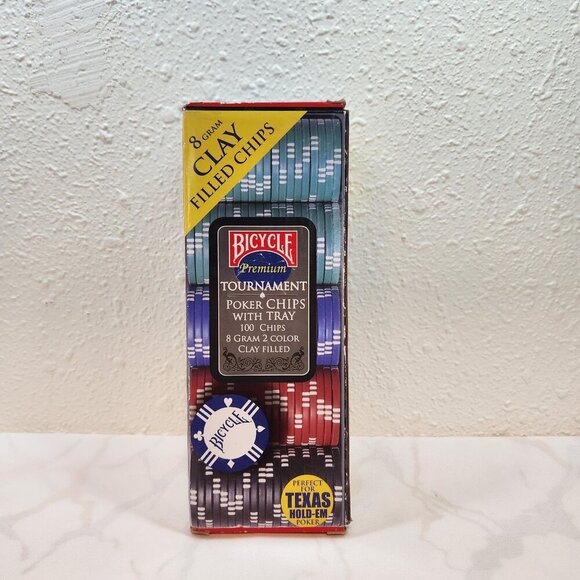 8 GRAM
CLAY
FILLED CHIPS
BICYCLE
Premium
TOURNAMENT
POKER CHIPS
WITH TRAY
100 CHIPS
8 GRAM 2 COLOR
CLAY FILLED
BICYCLE
PERFECT
FOR
TEXAS
HOLD-EM
POKER